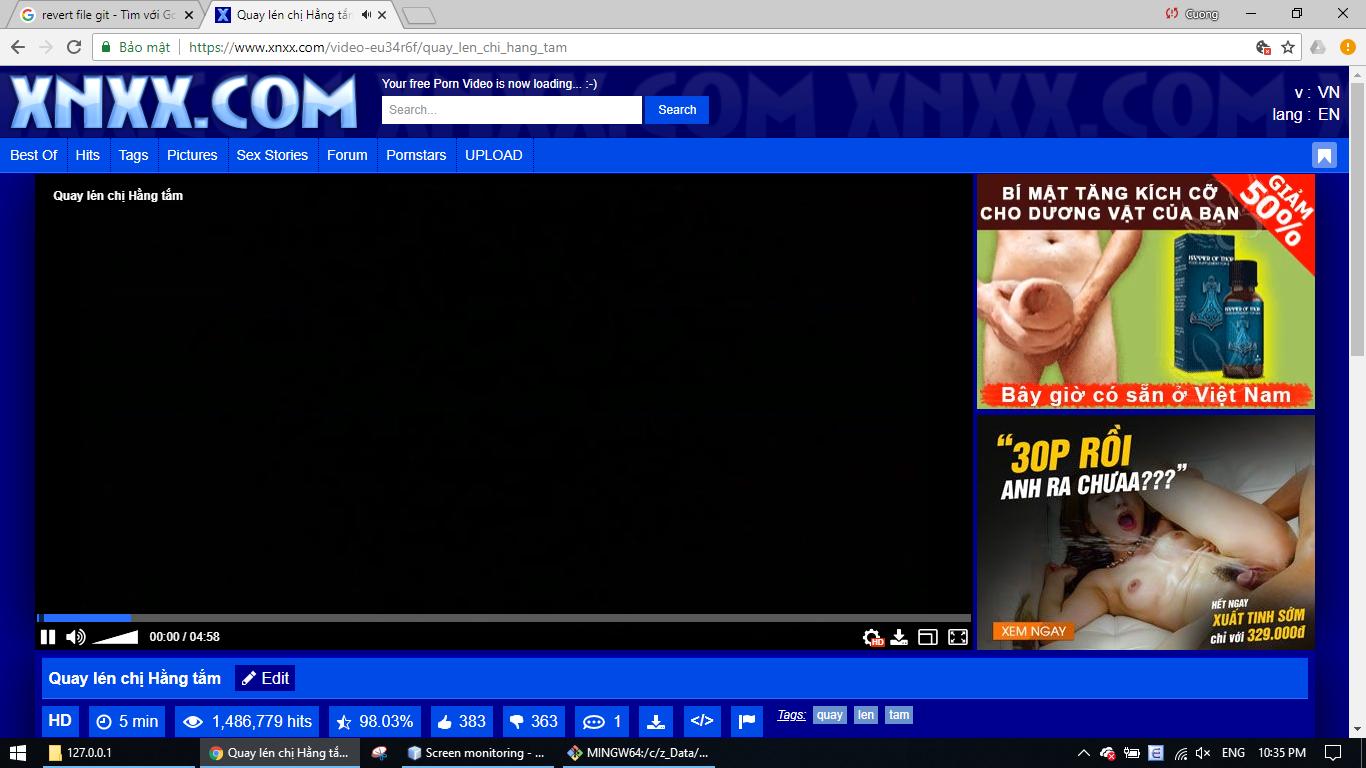 revert file git - Tìm với Go
Quay lén chị Hằng tắm
Cuong
Bảo mật
https://www.xnxx.com/video-eu34r6f/quay_len_chi_hang_tam
XNXX.COM
Your free Porn Video is now loading... :-)
Search...
Search
v : VN
lang : EN
Best Of
Hits
Tags
Pictures
Sex Stories
Forum
Pornstars
UPLOAD
Quay lén chị Hằng tắm
BÍ MẬT TĂNG KÍCH CỠ
CHO DƯƠNG VẬT CỦA BẠN
GIẢM
50%
HAMMER OF THOR
Bây giờ có sẵn ở Việt Nam
“30P RỒI
ANH RA CHƯAA???”
HẾT NGAY
XUẤT TINH SỚM
chỉ với 329.000đ
XEM NGAY
00:00 / 04:58
HD
Quay lén chị Hằng tắm
Edit
HD
5 min
1,486,779 hits
98.03%
383
363
1
</>
Tags:
quay
len
tam
127.0.0.1
Quay lén chị Hằng tắ...
Screen monitoring - ...
MINGW64:/c/z_Data/...
ENG
10:35 PM